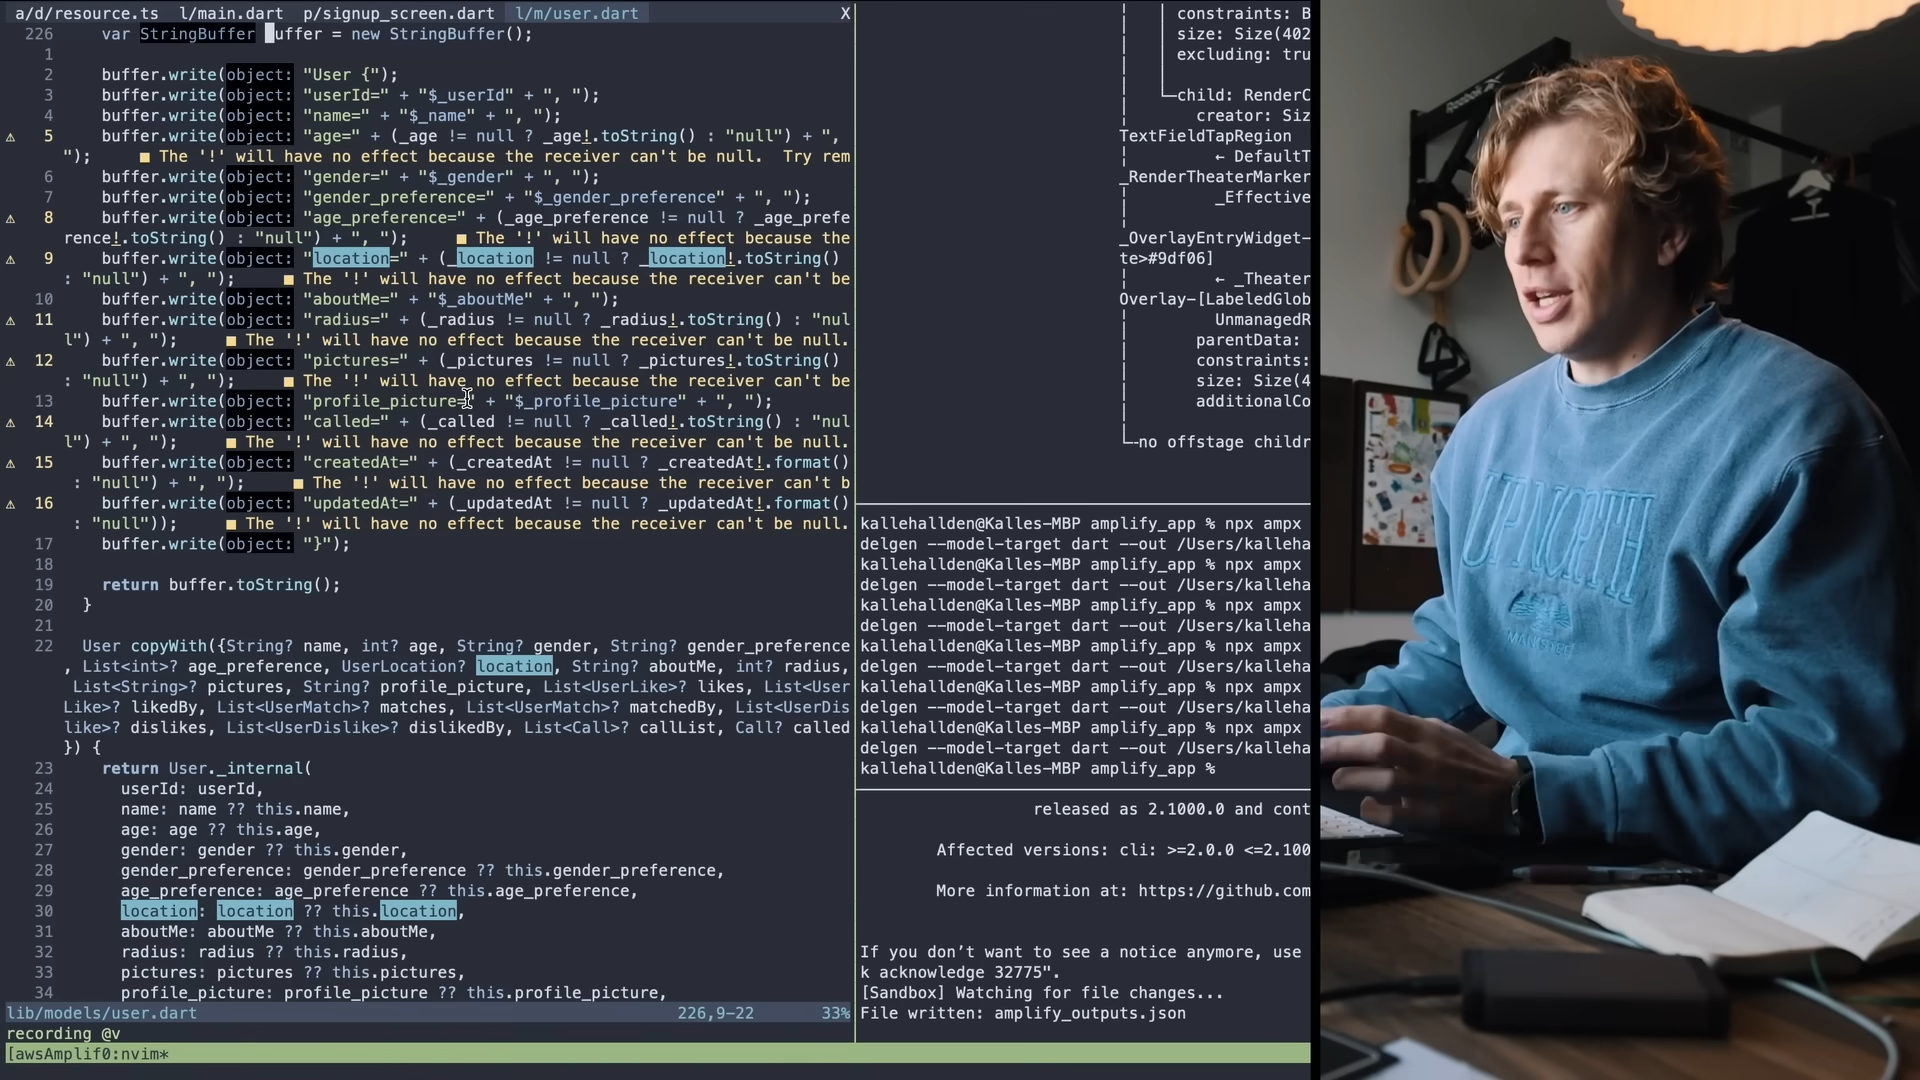 a/d/resource.ts  l/main.dart  p/signup_screen.dart  l/m/user.dart  X
226 var StringBuffer buffer = new StringBuffer();
1
2 buffer.write(object: "User {");
3 buffer.write(object: "userId=" + "$_userId" + ", ");
4 buffer.write(object: "name=" + "$_name" + ", ");
⚠ 5 buffer.write(object: "age=" + (_age != null ? _age!.toString() : "null") + ",
"); ■ The '!' will have no effect because the receiver can't be null.  Try rem
6 buffer.write(object: "gender=" + "$_gender" + ", ");
7 buffer.write(object: "gender_preference=" + "$_gender_preference" + ", ");
⚠ 8 buffer.write(object: "age_preference=" + (_age_preference != null ? _age_prefe
rence!.toString() : "null") + ", "); ■ The '!' will have no effect because the
⚠ 9 buffer.write(object: "location=" + (_location != null ? _location!.toString()
: "null") + ", "); ■ The '!' will have no effect because the receiver can't be
10 buffer.write(object: "aboutMe=" + "$_aboutMe" + ", ");
⚠ 11 buffer.write(object: "radius=" + (_radius != null ? _radius!.toString() : "nul
l") + ", "); ■ The '!' will have no effect because the receiver can't be null.
⚠ 12 buffer.write(object: "pictures=" + (_pictures != null ? _pictures!.toString()
: "null") + ", "); ■ The '!' will have no effect because the receiver can't be
13 buffer.write(object: "profile_picture=" + "$_profile_picture" + ", ");
⚠ 14 buffer.write(object: "called=" + (_called != null ? _called!.toString() : "nul
l") + ", "); ■ The '!' will have no effect because the receiver can't be null.
⚠ 15 buffer.write(object: "createdAt=" + (_createdAt != null ? _createdAt!.format()
: "null") + ", "); ■ The '!' will have no effect because the receiver can't b
⚠ 16 buffer.write(object: "updatedAt=" + (_updatedAt != null ? _updatedAt!.format()
: "null")); ■ The '!' will have no effect because the receiver can't be null.
17 buffer.write(object: "}");
18
19 return buffer.toString();
20 }
21
22 User copyWith({String? name, int? age, String? gender, String? gender_preference
, List<int>? age_preference, UserLocation? location, String? aboutMe, int? radius,
List<String>? pictures, String? profile_picture, List<UserLike>? likes, List<User
Like>? likedBy, List<UserMatch>? matches, List<UserMatch>? matchedBy, List<UserDis
like>? dislikes, List<UserDislike>? dislikedBy, List<Call>? callList, Call? called
}) {
23 return User._internal(
24 userId: userId,
25 name: name ?? this.name,
26 age: age ?? this.age,
27 gender: gender ?? this.gender,
28 gender_preference: gender_preference ?? this.gender_preference,
29 age_preference: age_preference ?? this.age_preference,
30 location: location ?? this.location,
31 aboutMe: aboutMe ?? this.aboutMe,
32 radius: radius ?? this.radius,
33 pictures: pictures ?? this.pictures,
34 profile_picture: profile_picture ?? this.profile_picture,
lib/models/user.dart 226,9-22 33%
recording @v
[awsAmplif0:nvim*
constraints: B
size: Size(402
excluding: tru
└─child: RenderC
creator: Siz
TextFieldTapRegion
← DefaultT
_RenderTheaterMarker
_Effective
_OverlayEntryWidget-
te>#9df06]
← _Theater
Overlay-[LabeledGlob
UnmanagedR
parentData:
constraints:
size: Size(4
additionalCo
└─no offstage childr
kallehallden@Kalles-MBP amplify_app % npx ampx
delgen --model-target dart --out /Users/kalleha
kallehallden@Kalles-MBP amplify_app % npx ampx
delgen --model-target dart --out /Users/kalleha
kallehallden@Kalles-MBP amplify_app % npx ampx
delgen --model-target dart --out /Users/kalleha
kallehallden@Kalles-MBP amplify_app % npx ampx
delgen --model-target dart --out /Users/kalleha
kallehallden@Kalles-MBP amplify_app % npx ampx
delgen --model-target dart --out /Users/kalleha
kallehallden@Kalles-MBP amplify_app % npx ampx
delgen --model-target dart --out /Users/kalleha
kallehallden@Kalles-MBP amplify_app %
released as 2.1000.0 and cont
Affected versions: cli: >=2.0.0 <=2.100
More information at: https://github.com
If you don't want to see a notice anymore, use
k acknowledge 32775".
[Sandbox] Watching for file changes...
File written: amplify_outputs.json
Reebok
UP NORTH